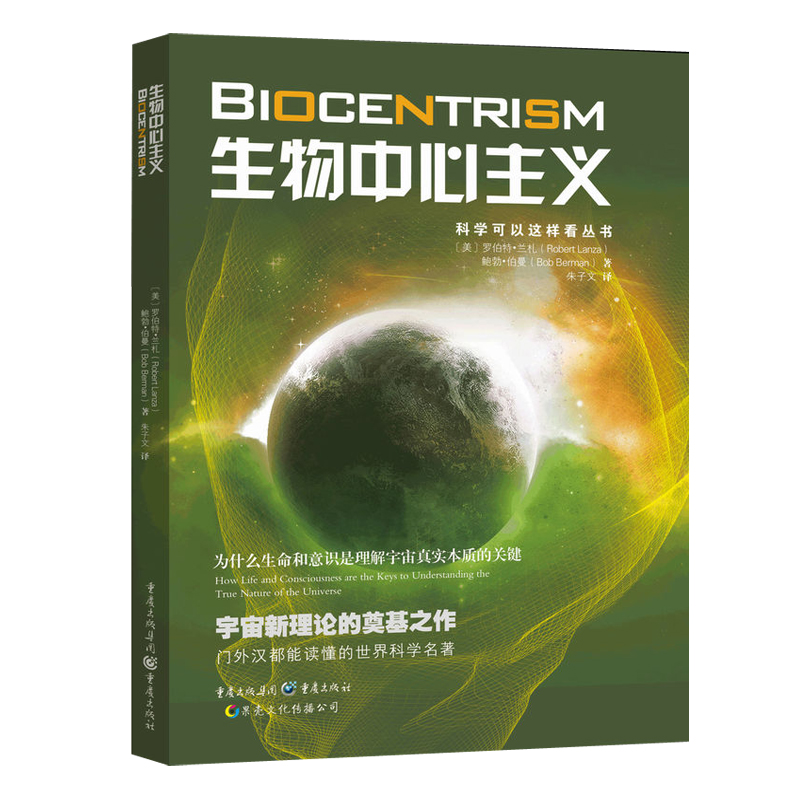 BIOCENTRISM
生物中心主义
科学可以这样看丛书
［美］罗伯特•兰札（Robert Lanza）
鲍勃•伯曼（Bob Berman） 著
朱子文 译
为什么生命和意识是理解宇宙真实本质的关键
How Life and Consciousness are the Keys to Understanding the
True Nature of the Universe
宇宙新理论的奠基之作
门外汉都能读懂的世界科学名著
重庆出版集团 重庆出版社
果壳文化传播公司
生物中心主义
BIOCENTRISM
［美］罗伯特•兰札（Robert Lanza）
鲍勃•伯曼（Bob Berman） 著
朱子文 译
重庆出版集团
重庆出版社